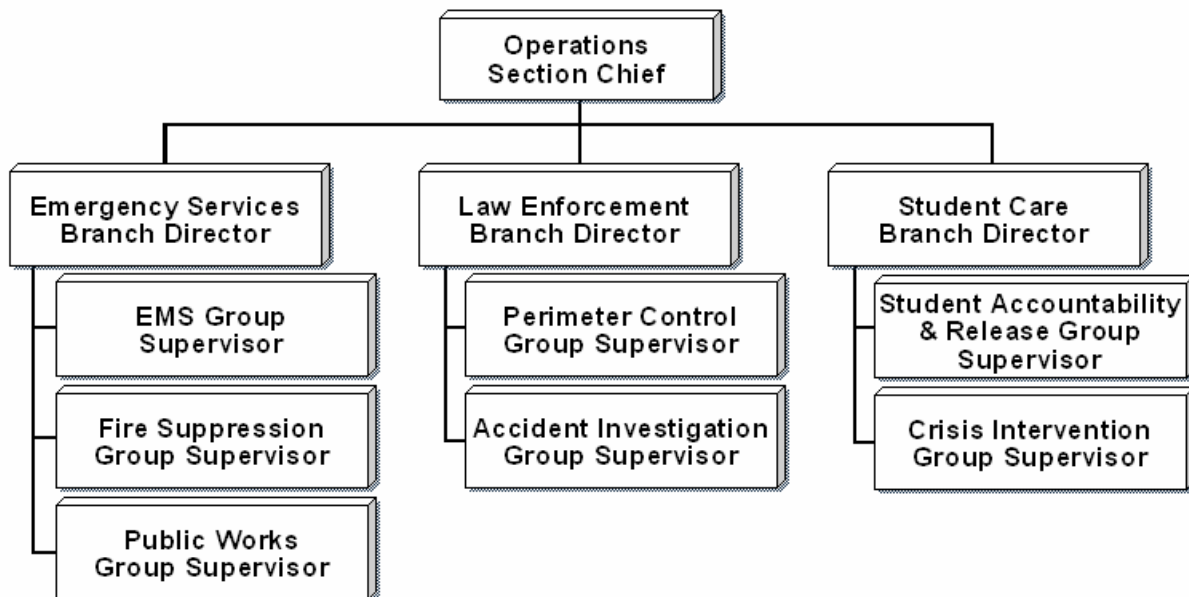 Operations
Section Chief
Emergency Services
Branch Director
Law Enforcement
Branch Director
Student Care
Branch Director
EMS Group
Supervisor
Fire Suppression
Group Supervisor
Public Works
Group Supervisor
Perimeter Control
Group Supervisor
Accident Investigation
Group Supervisor
Student Accountability
& Release Group
Supervisor
Crisis Intervention
Group Supervisor